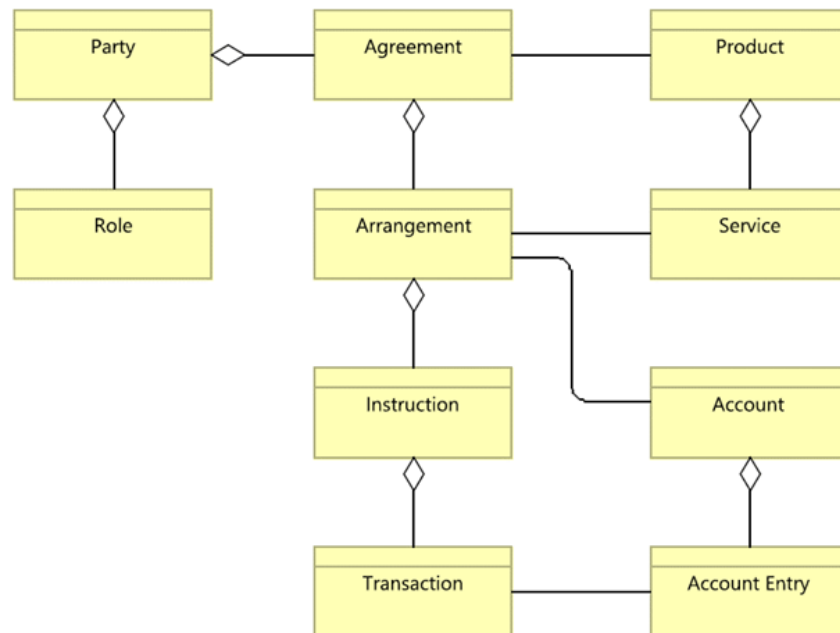 Party
Agreement
Product
Role
Arrangement
Service
Instruction
Account
Transaction
Account Entry